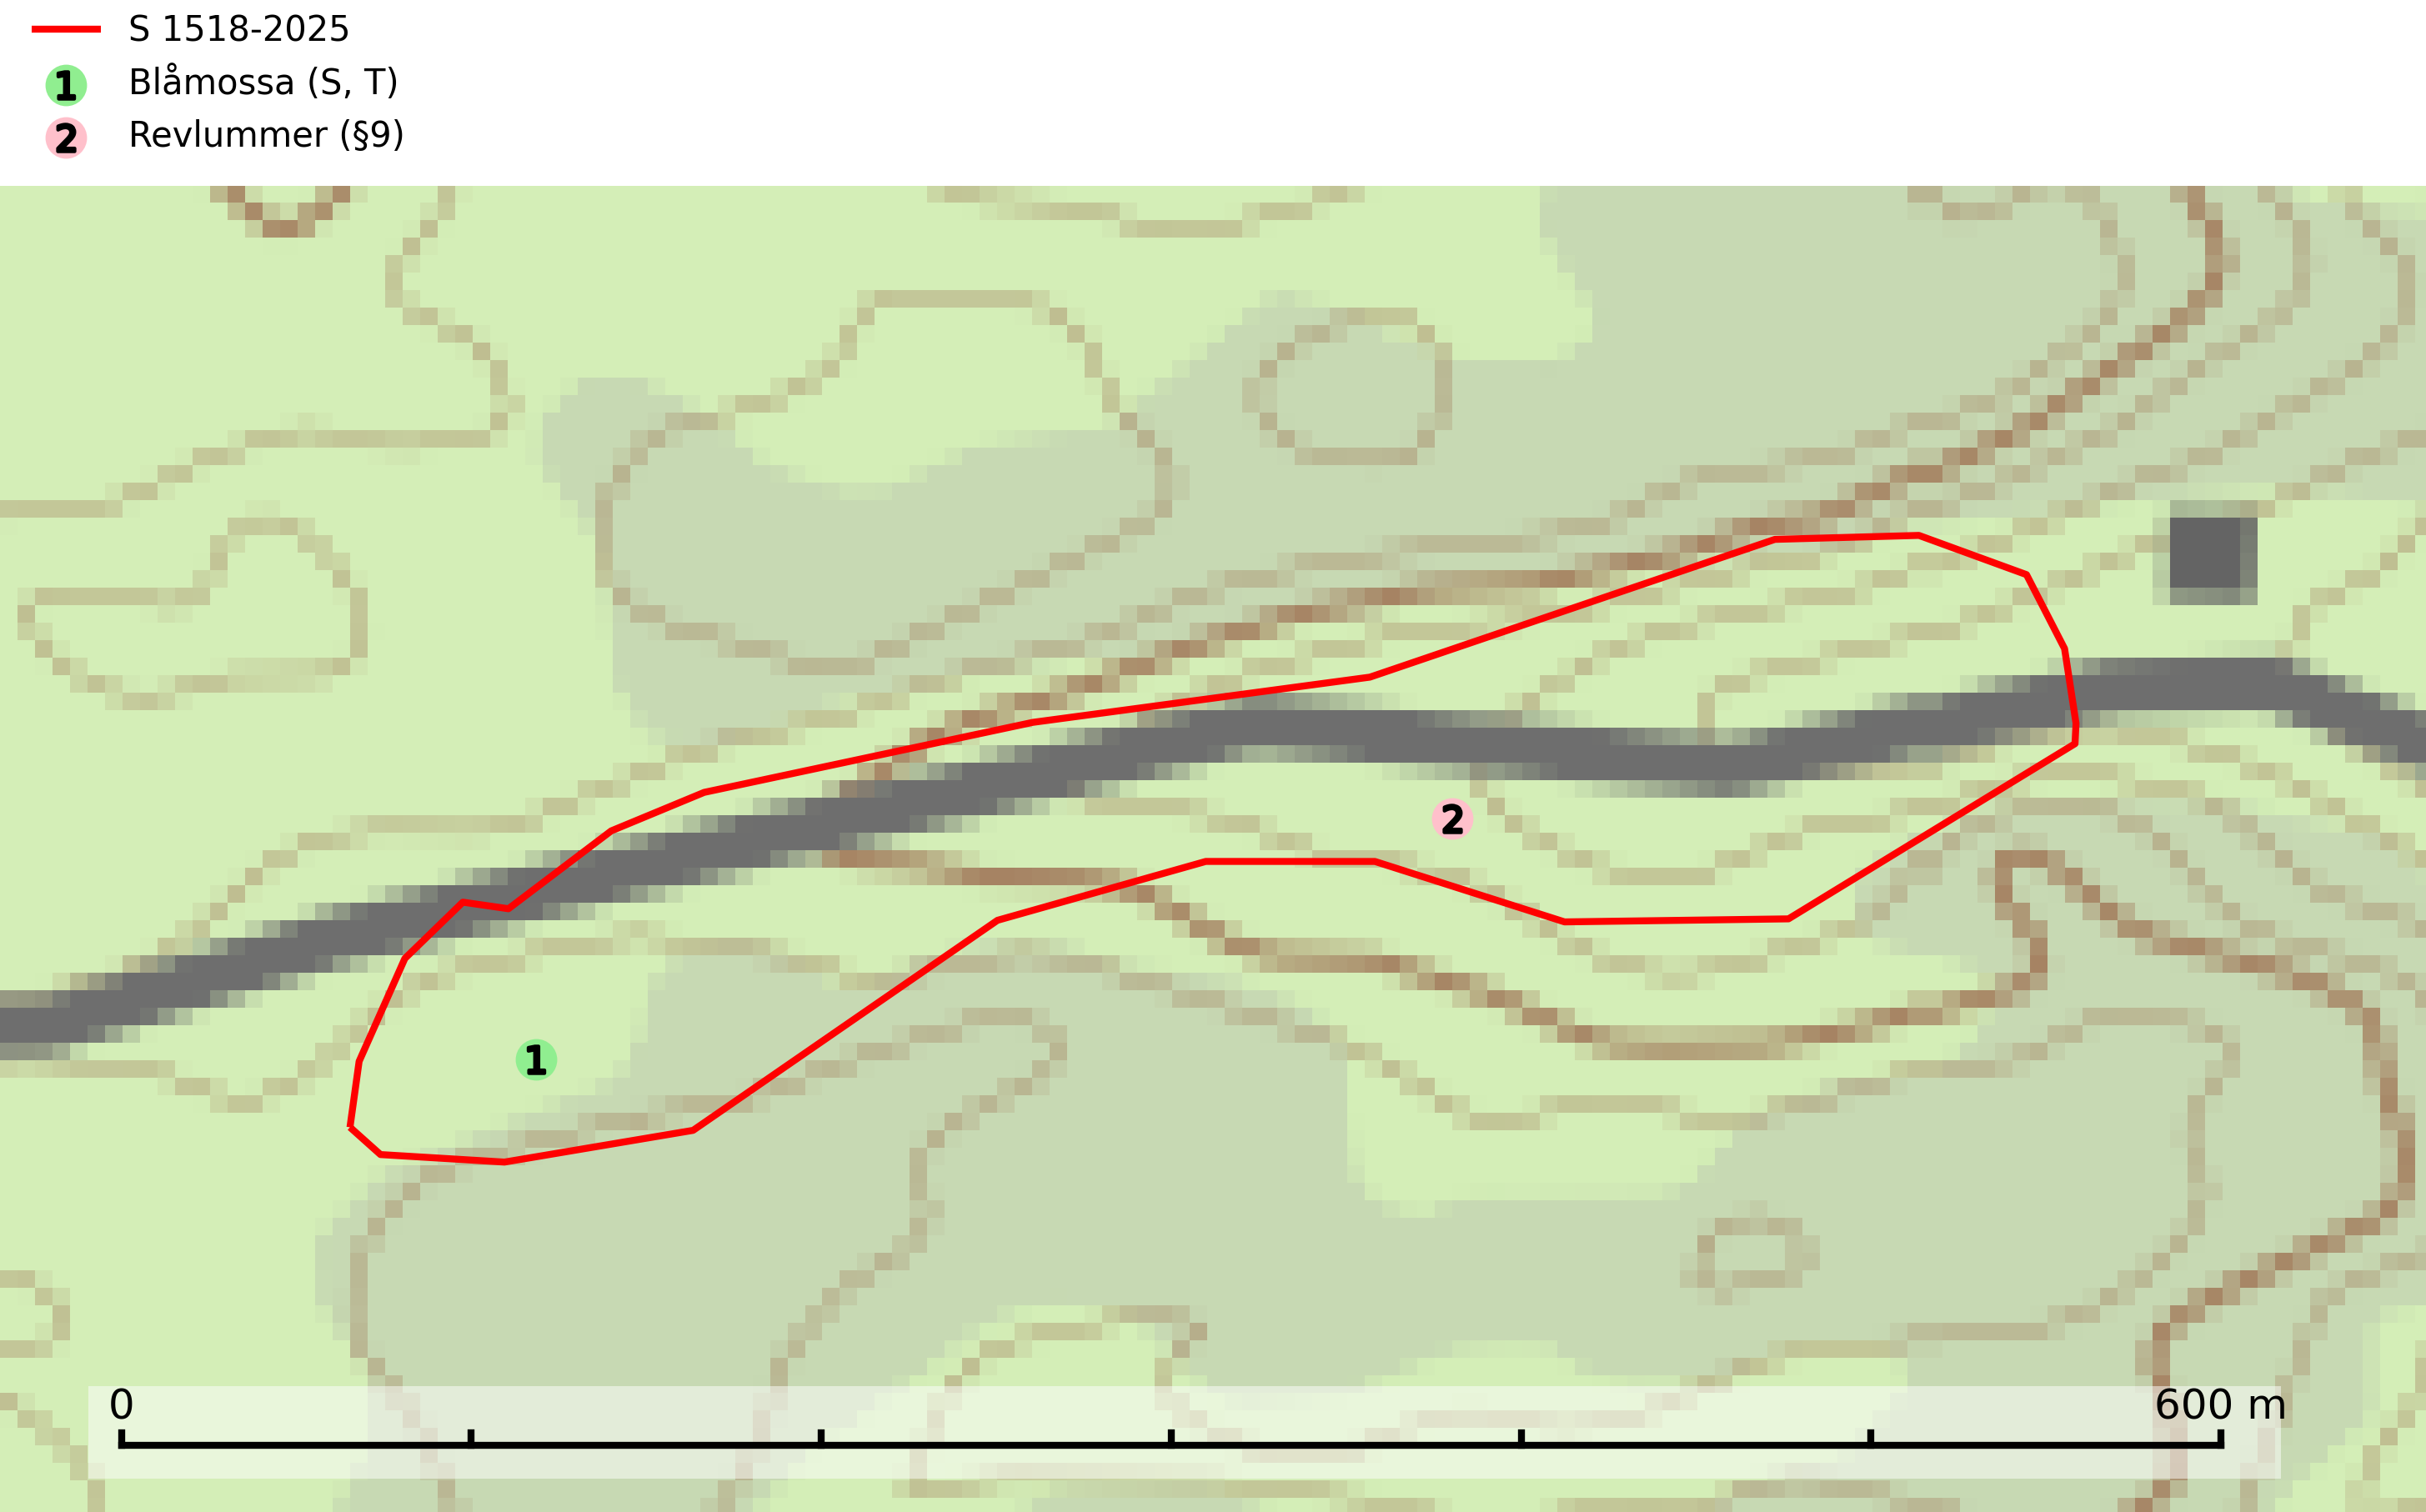 S 1518-2025
1 Blåmossa (S, T)
2 Revlummer (§9)
2
1
0 600 m